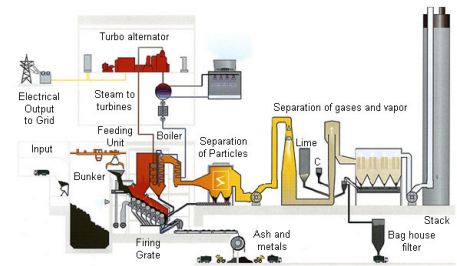 Turbo alternator
Electrical
Output
to Grid
Steam to
turbines
Feeding
Unit
Boiler
Separation
of Particles
Separation of gases and vapor
Input
Bunker
Lime
C
Firing
Grate
Ash and
metals
Bag house
filter
Stack